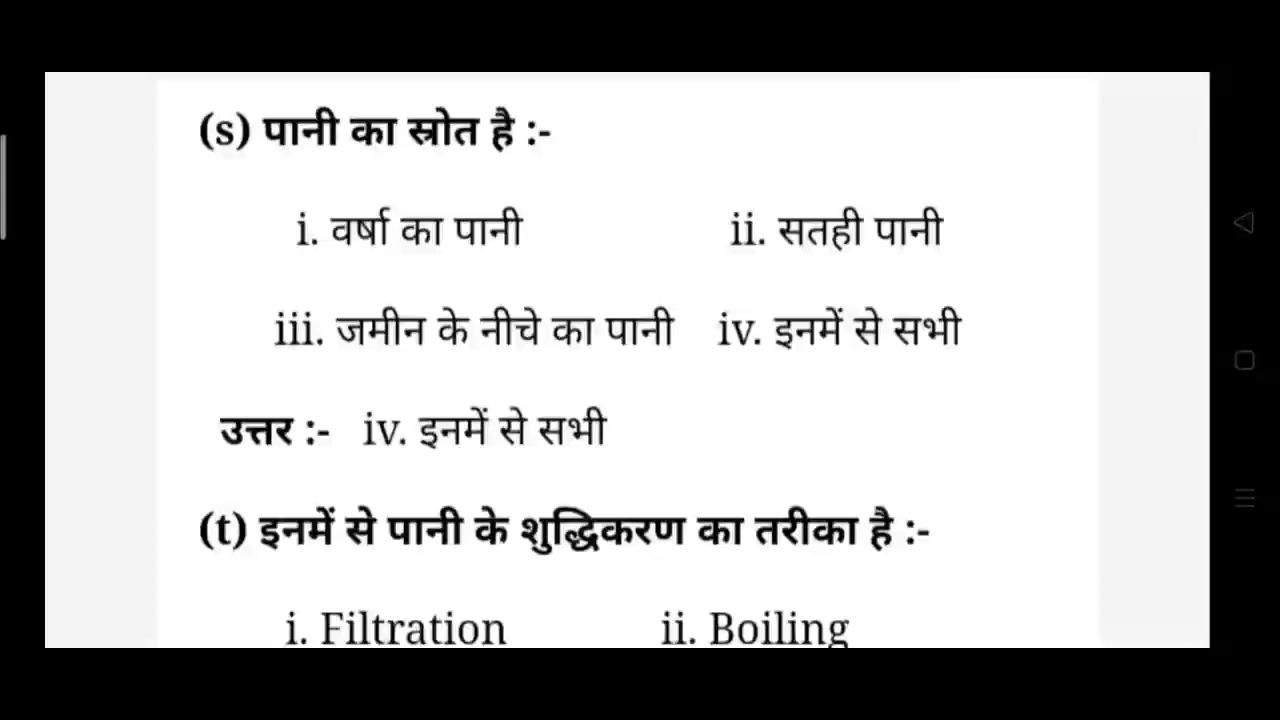 (s) पानी का स्रोत है :-
i. वर्षा का पानी ii. सतही पानी
iii. जमीन के नीचे का पानी iv. इनमें से सभी
उत्तर :- iv. इनमें से सभी
(t) इनमें से पानी के शुद्धिकरण का तरीका है :-
i. Filtration ii. Boiling